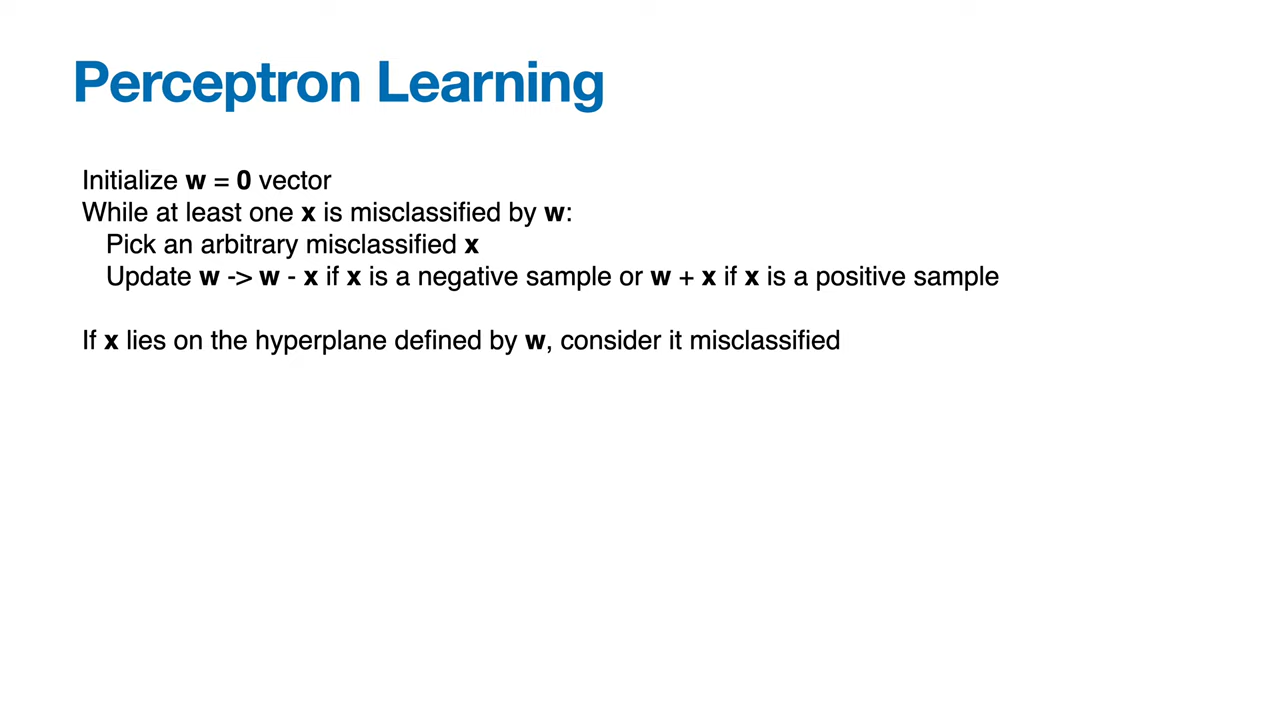 Perceptron Learning
Initialize w = 0 vector
While at least one x is misclassified by w:
Pick an arbitrary misclassified x
Update w -> w - x if x is a negative sample or w + x if x is a positive sample
If x lies on the hyperplane defined by w, consider it misclassified